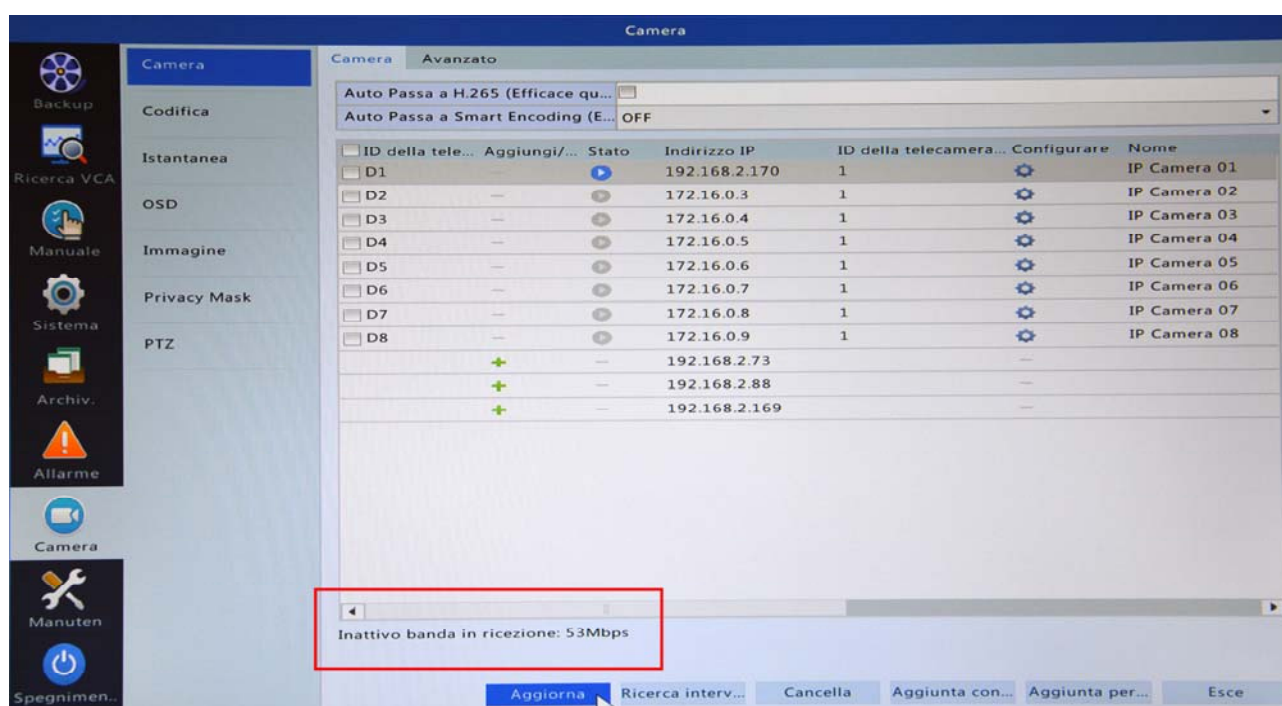 Camera
Backup
Ricerca VCA
Manuale
Sistema
Archiv.
Allarme
Camera
Manuten
Spegnimen..
Camera
Codifica
Istantanea
OSD
Immagine
Privacy Mask
PTZ
Camera Avanzato
Auto Passa a H.265 (Efficace qu...
Auto Passa a Smart Encoding (E... OFF
ID della tele... Aggiungi/... Stato Indirizzo IP ID della telecamera... Configurare Nome
D1 — 192.168.2.170 1 IP Camera 01
D2 — 172.16.0.3 1 IP Camera 02
D3 — 172.16.0.4 1 IP Camera 03
D4 — 172.16.0.5 1 IP Camera 04
D5 — 172.16.0.6 1 IP Camera 05
D6 — 172.16.0.7 1 IP Camera 06
D7 — 172.16.0.8 1 IP Camera 07
D8 — 172.16.0.9 1 IP Camera 08
+ — 192.168.2.73 —
+ — 192.168.2.88 —
+ — 192.168.2.169 —
Inattivo banda in ricezione: 53Mbps
Aggiorna Ricerca interv... Cancella Aggiunta con... Aggiunta per... Esce